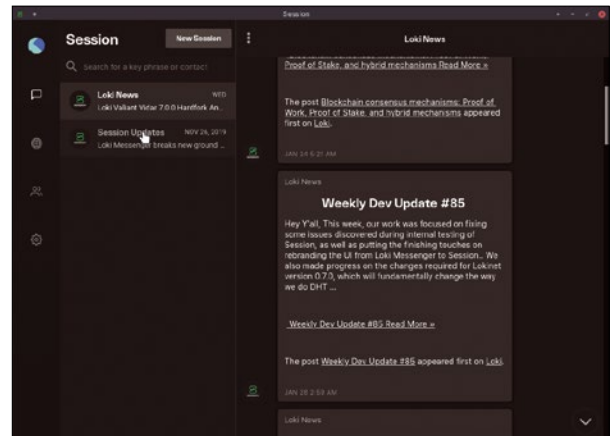 Session
Session
New Session
Search for a key phrase or contact
Loki News
WED
Loki Valiant Vidar 7.0.0 Hardfork An...
Session Updates
NOV 26, 2019
Loki Messenger breaks new ground ...
Loki News
Blockchain consensus mechanisms: Proof of Work,
Proof of Stake, and hybrid mechanisms Read More »
The post Blockchain consensus mechanisms: Proof of
Work, Proof of Stake, and hybrid mechanisms appeared
first on Loki.
JAN 24 5:21 AM
Loki News
Weekly Dev Update #85
Hey Y'all, This week, our work was focused on fixing
some issues discovered during internal testing of
Session, as well as putting the finishing touches on
rebranding the UI from Loki Messenger to Session.. We
also made progress on the changes required for Lokinet
version 0.7.0, which will fundamentally change the way
we do DHT ...
Weekly Dev Update #85 Read More »
The post Weekly Dev Update #85 appeared first on Loki.
JAN 28 2:59 AM
Loki News